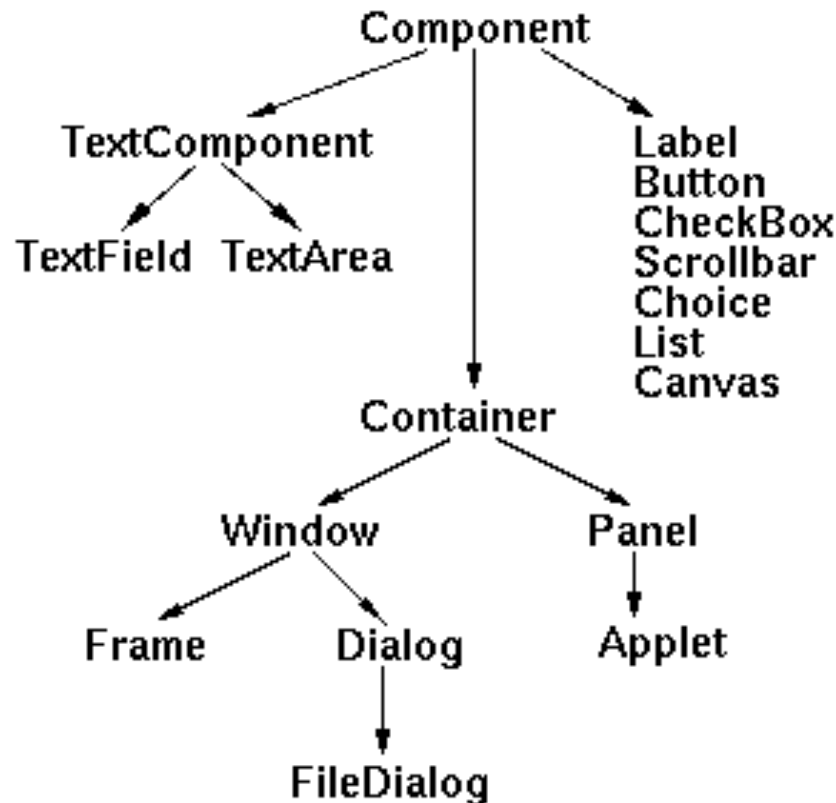 Component
TextComponent
Label
Button
CheckBox
Scrollbar
Choice
List
Canvas
TextField TextArea
Container
Window Panel
Frame Dialog Applet
FileDialog